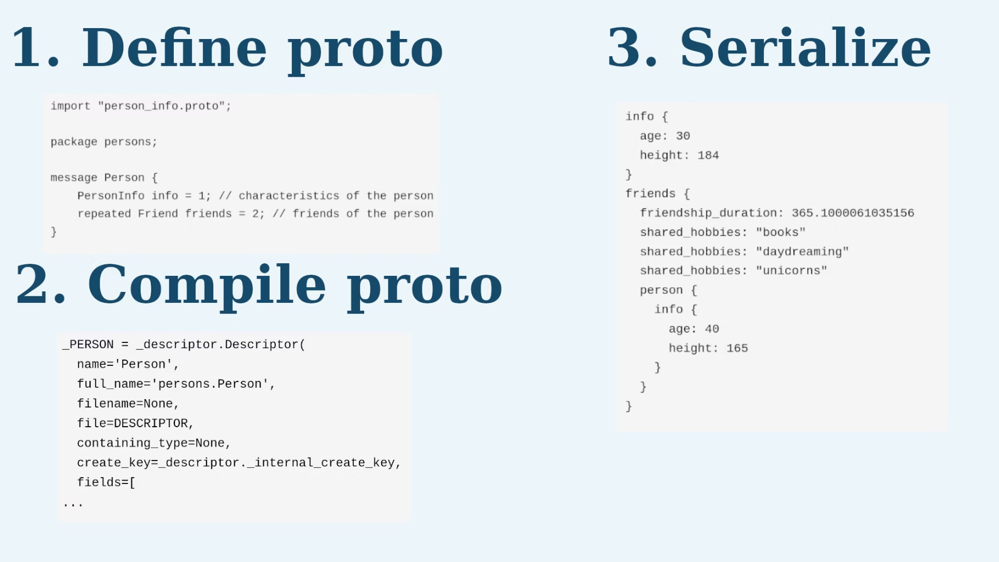 1. Define proto
import "person_info.proto";
package persons;
message Person {
    PersonInfo info = 1; // characteristics of the person
    repeated Friend friends = 2; // friends of the person
}
2. Compile proto
_PERSON = _descriptor.Descriptor(
  name='Person',
  full_name='persons.Person',
  filename=None,
  file=DESCRIPTOR,
  containing_type=None,
  create_key=_descriptor._internal_create_key,
  fields=[
...
3. Serialize
info {
  age: 30
  height: 184
}
friends {
  friendship_duration: 365.1000061035156
  shared_hobbies: "books"
  shared_hobbies: "daydreaming"
  shared_hobbies: "unicorns"
  person {
    info {
      age: 40
      height: 165
    }
  }
}